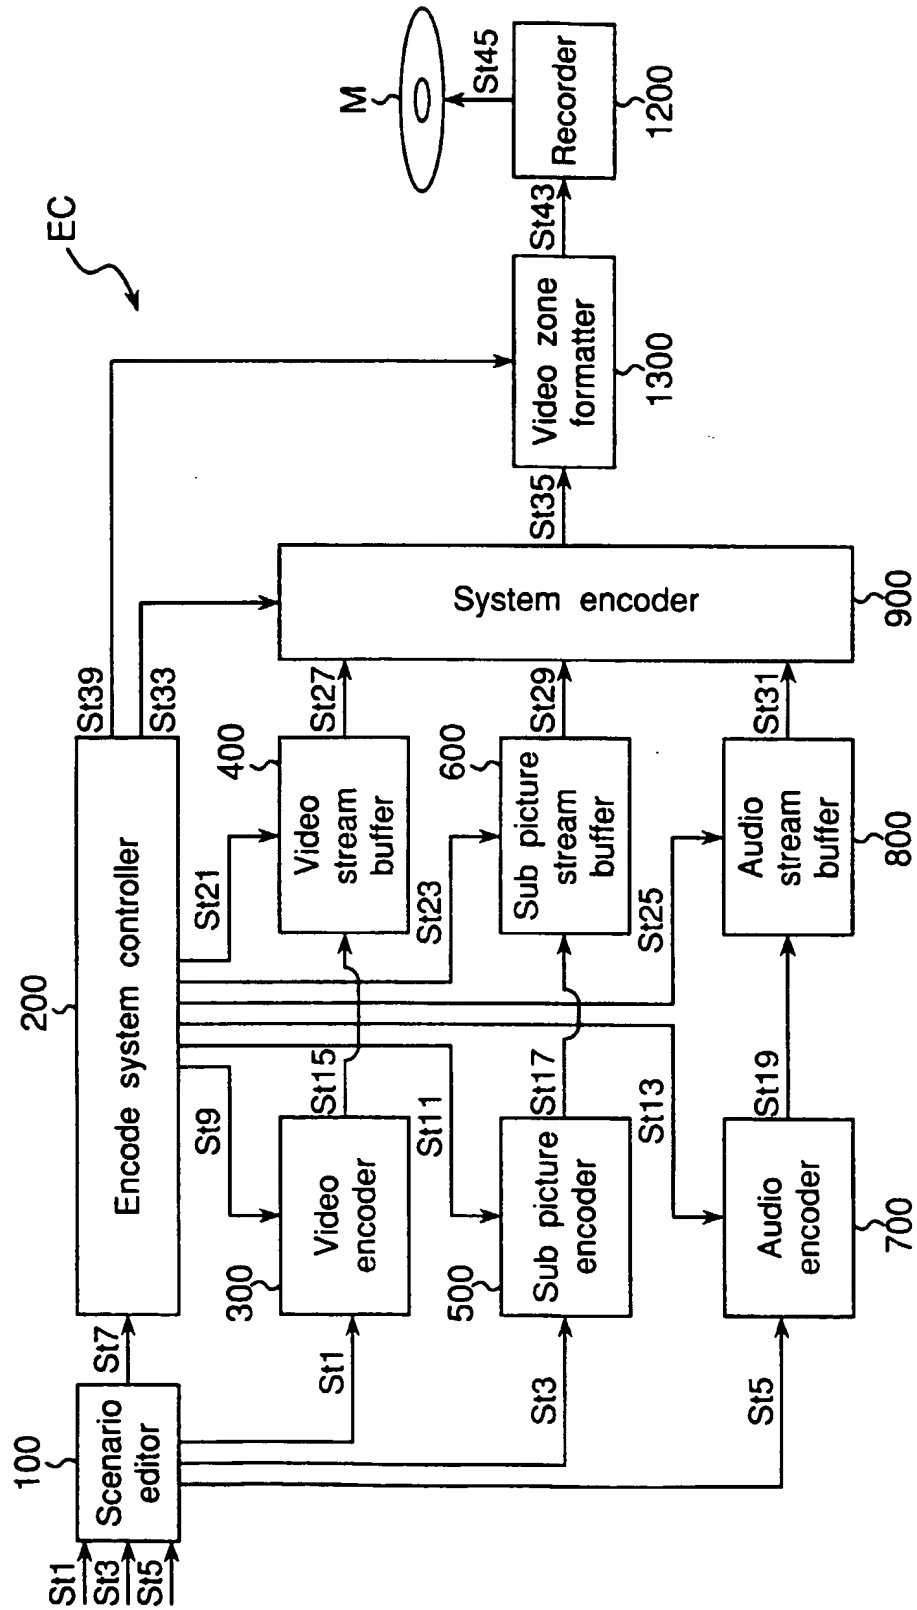 EC
St39
St33
200
Encode system controller
100
Scenario
editor
St7
St1
St3
St5
St9
St21
300
Video
encoder
St15
400
Video
stream
buffer
St27
St1
St11
St23
500
Sub picture
encoder
St17
600
Sub picture
stream
buffer
St29
St3
St13
St25
Audio
encoder
700
St19
Audio
stream
buffer
800
St31
St5
System encoder
900
St35
Video zone
formatter
1300
St43
Recorder
1200
St45
M